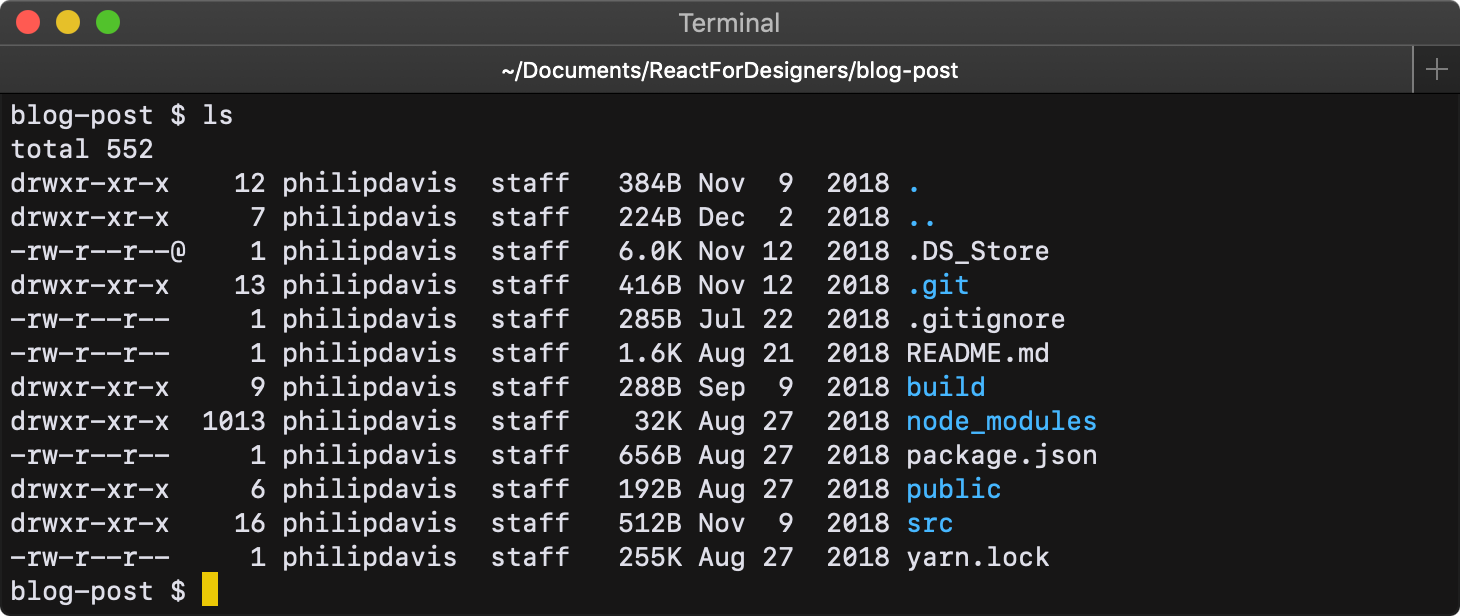 Terminal
~/Documents/ReactForDesigners/blog-post
blog-post $ ls
total 552
drwxr-xr-x    12 philipdavis  staff   384B Nov  9  2018 .
drwxr-xr-x     7 philipdavis  staff   224B Dec  2  2018 ..
-rw-r--r--@    1 philipdavis  staff   6.0K Nov 12  2018 .DS_Store
drwxr-xr-x    13 philipdavis  staff   416B Nov 12  2018 .git
-rw-r--r--     1 philipdavis  staff   285B Jul 22  2018 .gitignore
-rw-r--r--     1 philipdavis  staff   1.6K Aug 21  2018 README.md
drwxr-xr-x     9 philipdavis  staff   288B Sep  9  2018 build
drwxr-xr-x  1013 philipdavis  staff    32K Aug 27  2018 node_modules
-rw-r--r--     1 philipdavis  staff   656B Aug 27  2018 package.json
drwxr-xr-x     6 philipdavis  staff   192B Aug 27  2018 public
drwxr-xr-x    16 philipdavis  staff   512B Nov  9  2018 src
-rw-r--r--     1 philipdavis  staff   255K Aug 27  2018 yarn.lock
blog-post $